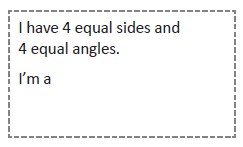 I have 4 equal sides and
4 equal angles.
I'm a